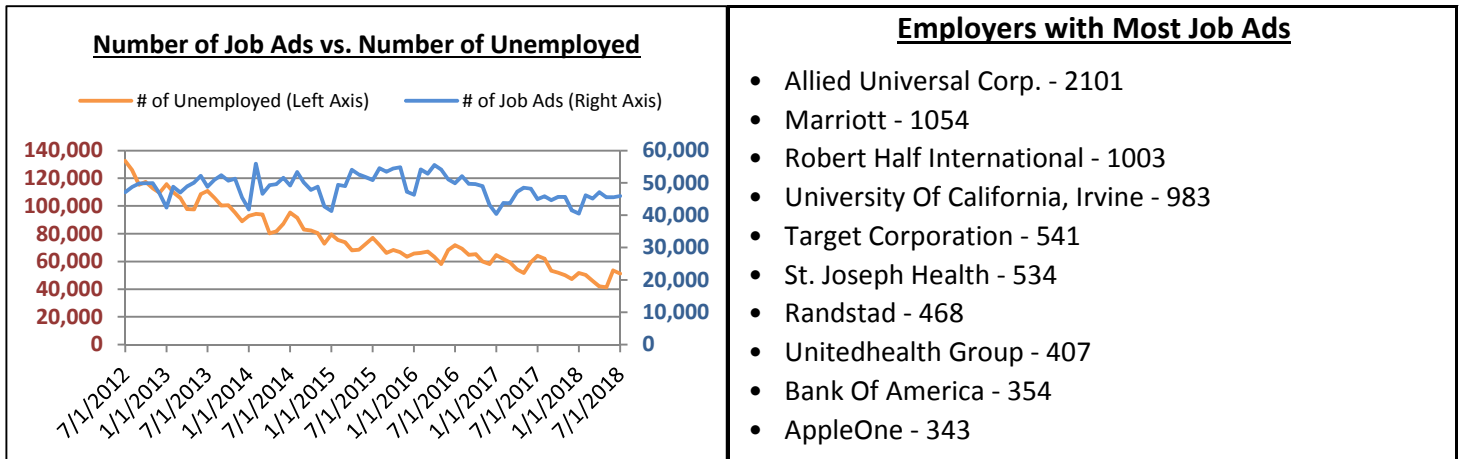 Number of Job Ads vs. Number of Unemployed
# of Unemployed (Left Axis) # of Job Ads (Right Axis)
140,000 60,000
120,000 50,000
100,000 40,000
80,000 30,000
60,000 20,000
40,000 10,000
20,000 0
0
7/1/2012
1/1/2013
7/1/2013
1/1/2014
7/1/2014
1/1/2015
7/1/2015
1/1/2016
7/1/2016
1/1/2017
7/1/2017
1/1/2018
7/1/2018
Employers with Most Job Ads
• Allied Universal Corp. - 2101
• Marriott - 1054
• Robert Half International - 1003
• University Of California, Irvine - 983
• Target Corporation - 541
• St. Joseph Health - 534
• Randstad - 468
• Unitedhealth Group - 407
• Bank Of America - 354
• AppleOne - 343